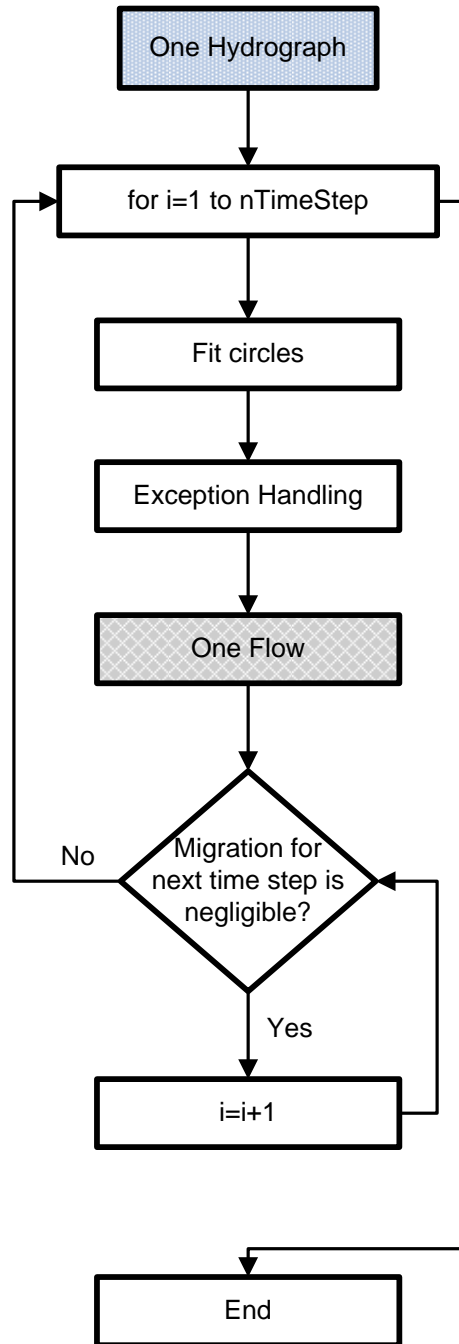 One Hydrograph
for i=1 to nTimeStep
Fit circles
Exception Handling
One Flow
No
Migration for
next time step is
negligible?
Yes
i=i+1
End